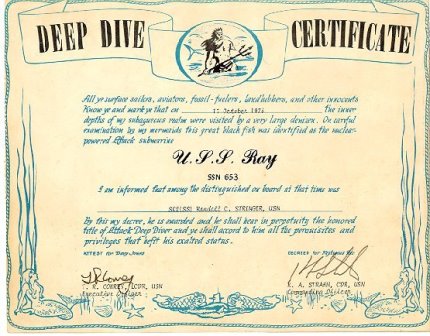 DEEP DIVE CERTIFICATE
All ye surface sailors, aviators, fossil-fuelers, landlubbers, and other innocents
Know ye and mark ye that on October the inner
depths of my subaqueous realm were visited by a very large denizen. On careful
examination by my mermaids this great black fish was identified as the nuclear-
powered Attack submarine
U.S.S. Ray
SSN 653
I am informed that among the distinguished on board at that time was
Randell C. STRINGER, USN
By this my decree, he is awarded and he shall hear in perpetuity the honored
title of Attack Deep Diver and ye shall accord to him all the perquisites and
privileges that befit his exalted status.
ATTEST for Davy Jones
DECREED for Neptunus Rex
LCDR, USN
Executive Officer
K. A. STRAHN, CDR, USN
Commanding Officer